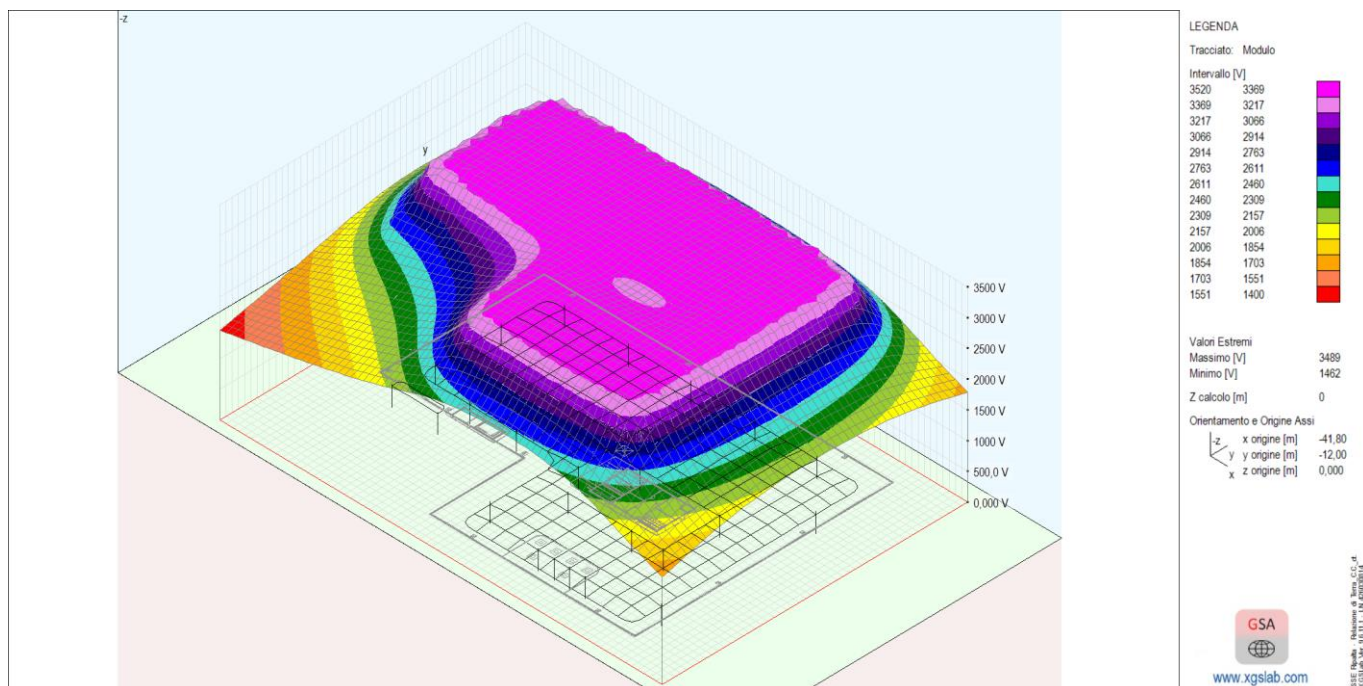 -z
y
3500 V
3000 V
2500 V
2000 V
1500 V
1000 V
500,0 V
0,000 V
LEGENDA
Tracciato: Modulo
Intervallo [V]
3520 3369
3369 3217
3217 3066
3066 2914
2914 2763
2763 2611
2611 2460
2460 2309
2309 2157
2157 2006
2006 1854
1854 1703
1703 1551
1551 1400
Valori Estremi
Massimo [V] 3489
Minimo [V] 1462
Z calcolo [m] 0
Orientamento e Origine Assi
-z
y
x
x origine [m] -41,80
y origine [m] -12,00
z origine [m] 0,000
GSA
www.xgslab.com
Relazione di Terra